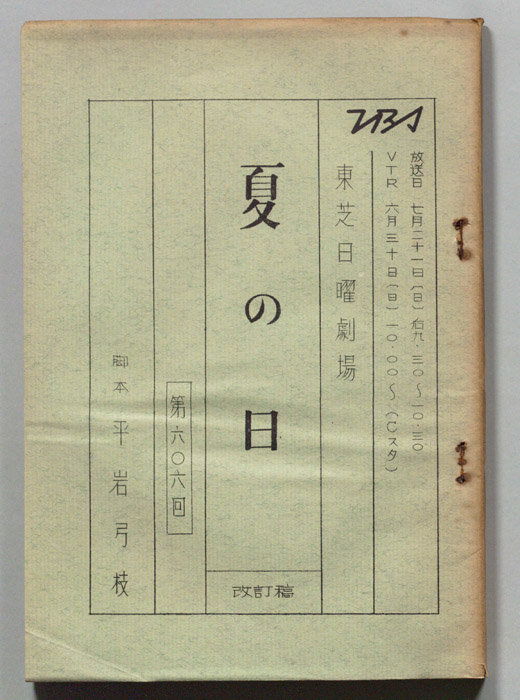 TBS
放送日 七月二十一日(日) 后九・三〇〜一〇・三〇
VTR 六月三十日(日) 一〇・〇〇〜(Cスタ)
東芝日曜劇場
夏の日
改訂稿
第六〇六回
脚本 平岩弓枝